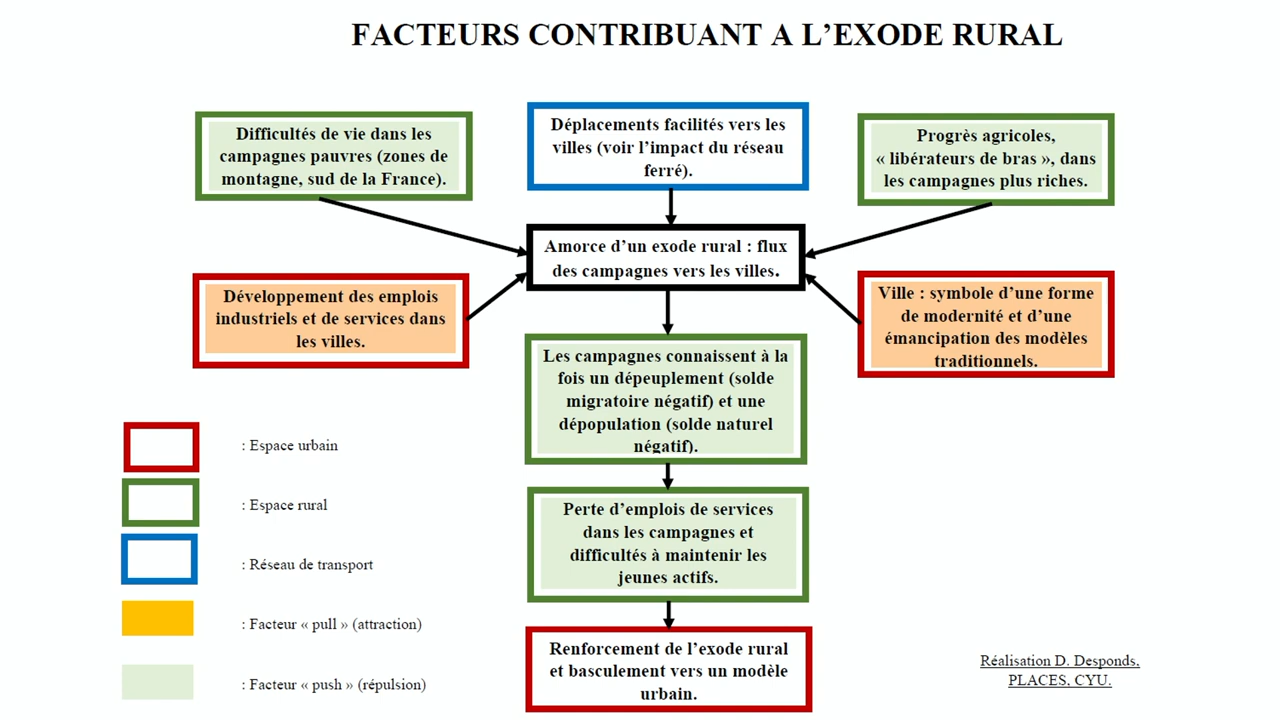 FACTEURS CONTRIBUANT A L’EXODE RURAL
Difficultés de vie dans les
campagnes pauvres (zones de
montagne, sud de la France).
Déplacements facilités vers les
villes (voir l’impact du réseau
ferré).
Progrès agricoles,
« libérateurs de bras », dans
les campagnes plus riches.
Amorce d’un exode rural : flux
des campagnes vers les villes.
Développement des emplois
industriels et de services dans
les villes.
Ville : symbole d’une forme
de modernité et d’une
émancipation des modèles
traditionnels.
Les campagnes connaissent à la
fois un dépeuplement (solde
migratoire négatif) et une
dépopulation (solde naturel
négatif).
Perte d’emplois de services
dans les campagnes et
difficultés à maintenir les
jeunes actifs.
Renforcement de l’exode rural
et basculement vers un modèle
urbain.
: Espace urbain
: Espace rural
: Réseau de transport
: Facteur « pull » (attraction)
: Facteur « push » (répulsion)
Réalisation D. Desponds.
PLACES, CYU.